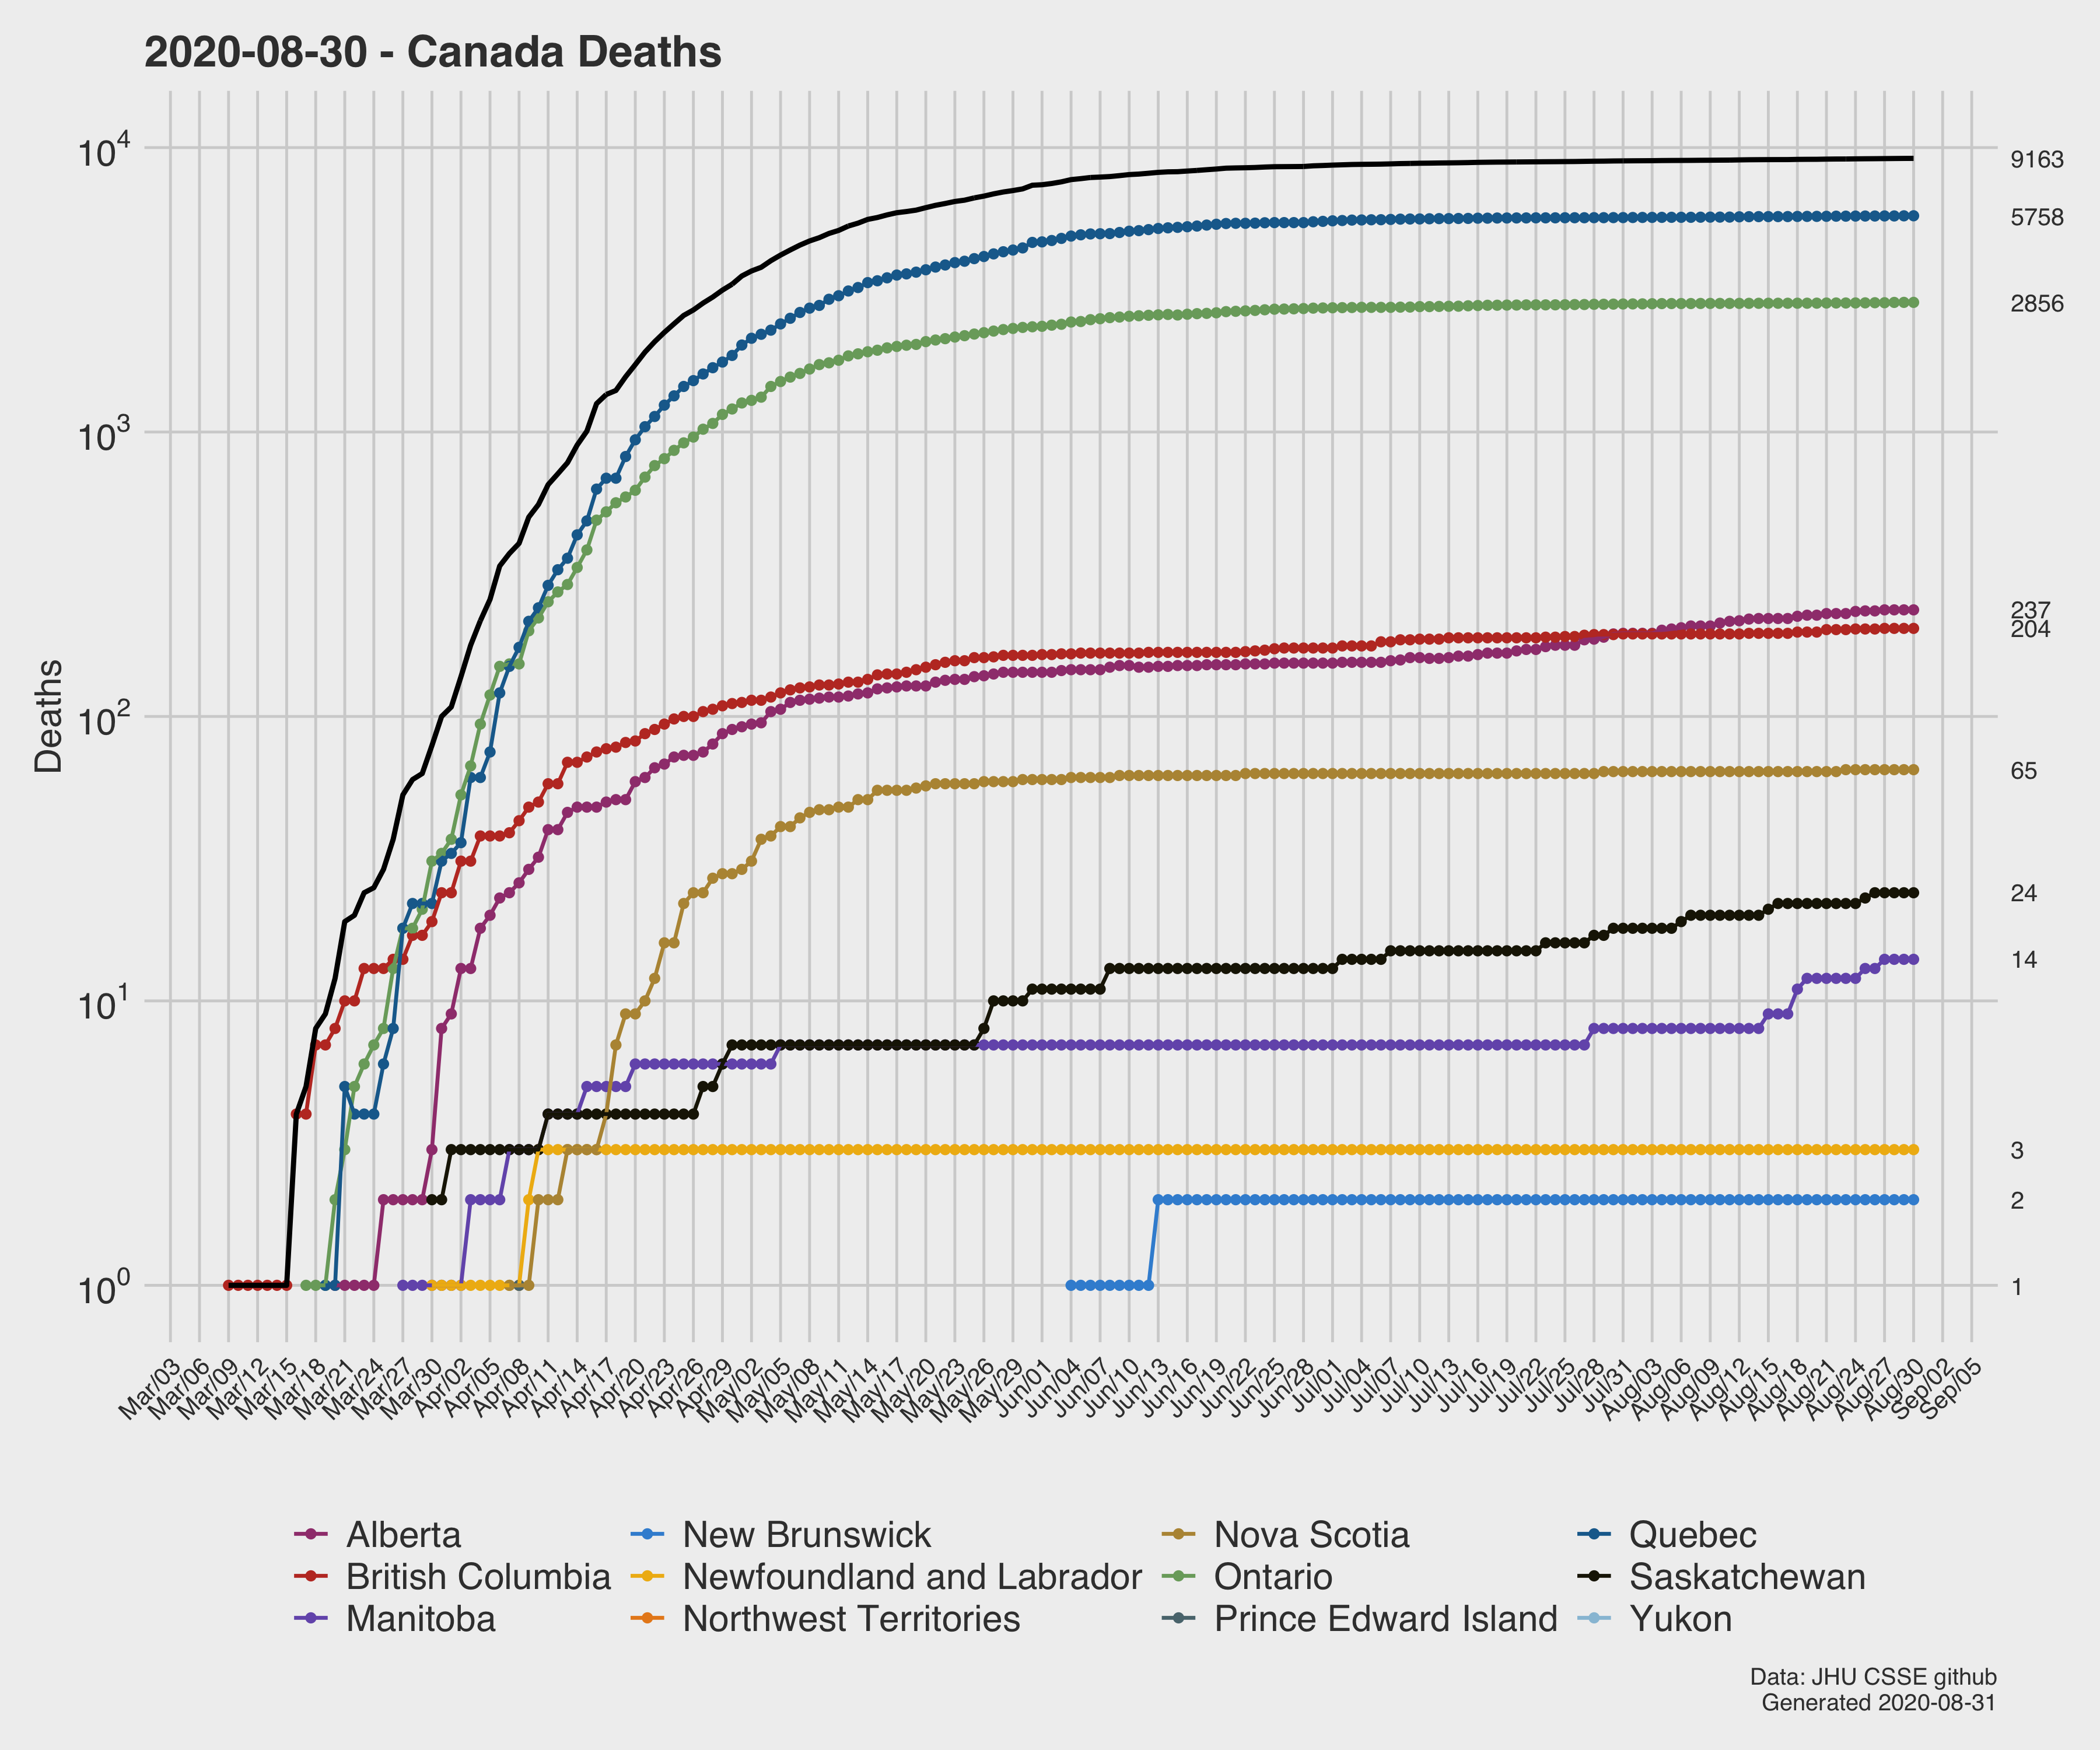 2020-08-30 - Canada Deaths
10^4
10^3
10^2
10^1
10^0
Deaths
9163
5758
2856
237
204
65
24
14
3
2
1
Mar/03 Mar/06 Mar/09 Mar/12 Mar/15 Mar/18 Mar/21 Mar/24 Mar/27 Mar/30 Apr/02 Apr/05 Apr/08 Apr/11 Apr/14 Apr/17 Apr/20 Apr/23 Apr/26 Apr/29 May/02 May/05 May/08 May/11 May/14 May/17 May/20 May/23 May/26 May/29 Jun/01 Jun/04 Jun/07 Jun/10 Jun/13 Jun/16 Jun/19 Jun/22 Jun/25 Jun/28 Jul/01 Jul/04 Jul/07 Jul/10 Jul/13 Jul/16 Jul/19 Jul/22 Jul/25 Jul/28 Jul/31 Aug/03 Aug/06 Aug/09 Aug/12 Aug/15 Aug/18 Aug/21 Aug/24 Aug/27 Aug/30 Sep/02 Sep/05
Alberta New Brunswick Nova Scotia Quebec
British Columbia Newfoundland and Labrador Ontario Saskatchewan
Manitoba Northwest Territories Prince Edward Island Yukon
Data: JHU CSSE github
Generated 2020-08-31